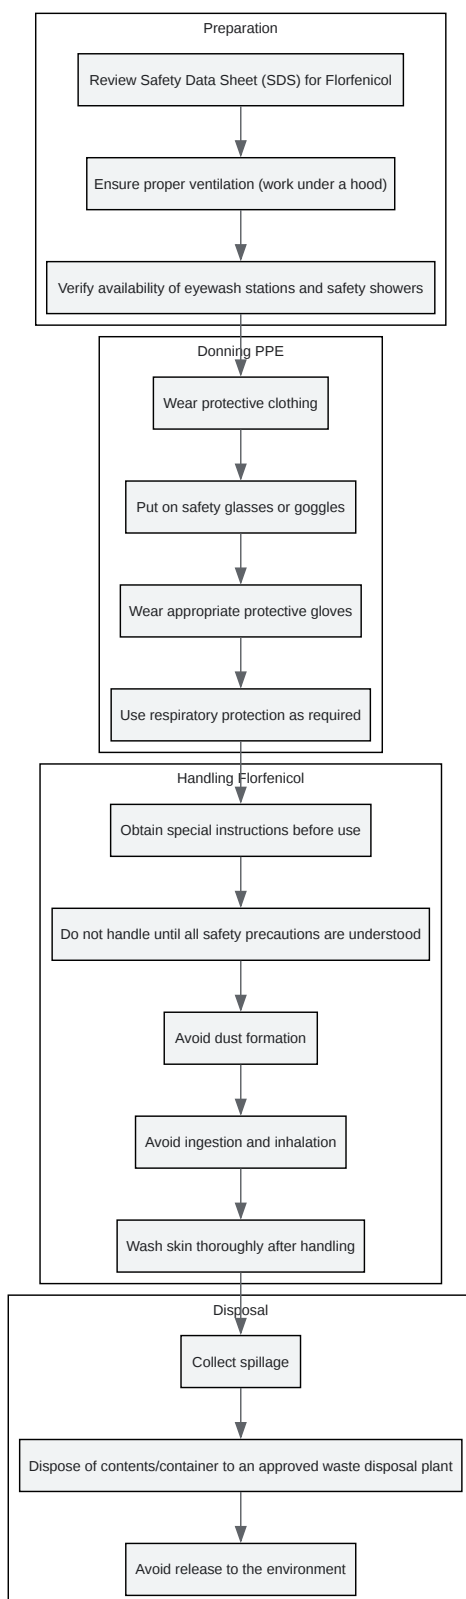 Preparation
Review Safety Data Sheet (SDS) for Florfenicol
Ensure proper ventilation (work under a hood)
Verify availability of eyewash stations and safety showers
Donning PPE
Wear protective clothing
Put on safety glasses or goggles
Wear appropriate protective gloves
Use respiratory protection as required
Handling Florfenicol
Obtain special instructions before use
Do not handle until all safety precautions are understood
Avoid dust formation
Avoid ingestion and inhalation
Wash skin thoroughly after handling
Disposal
Collect spillage
Dispose of contents/container to an approved waste disposal plant
Avoid release to the environment